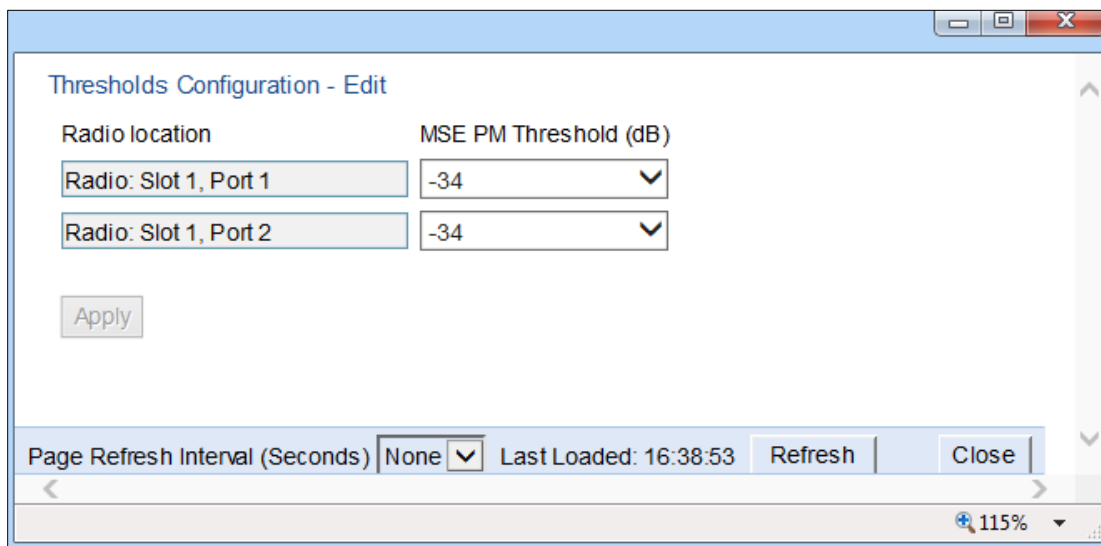 Thresholds Configuration - Edit
Radio location MSE PM Threshold (dB)
Radio: Slot 1, Port 1 -34
Radio: Slot 1, Port 2 -34
Apply
Page Refresh Interval (Seconds) None Last Loaded: 16:38:53 Refresh Close
115%